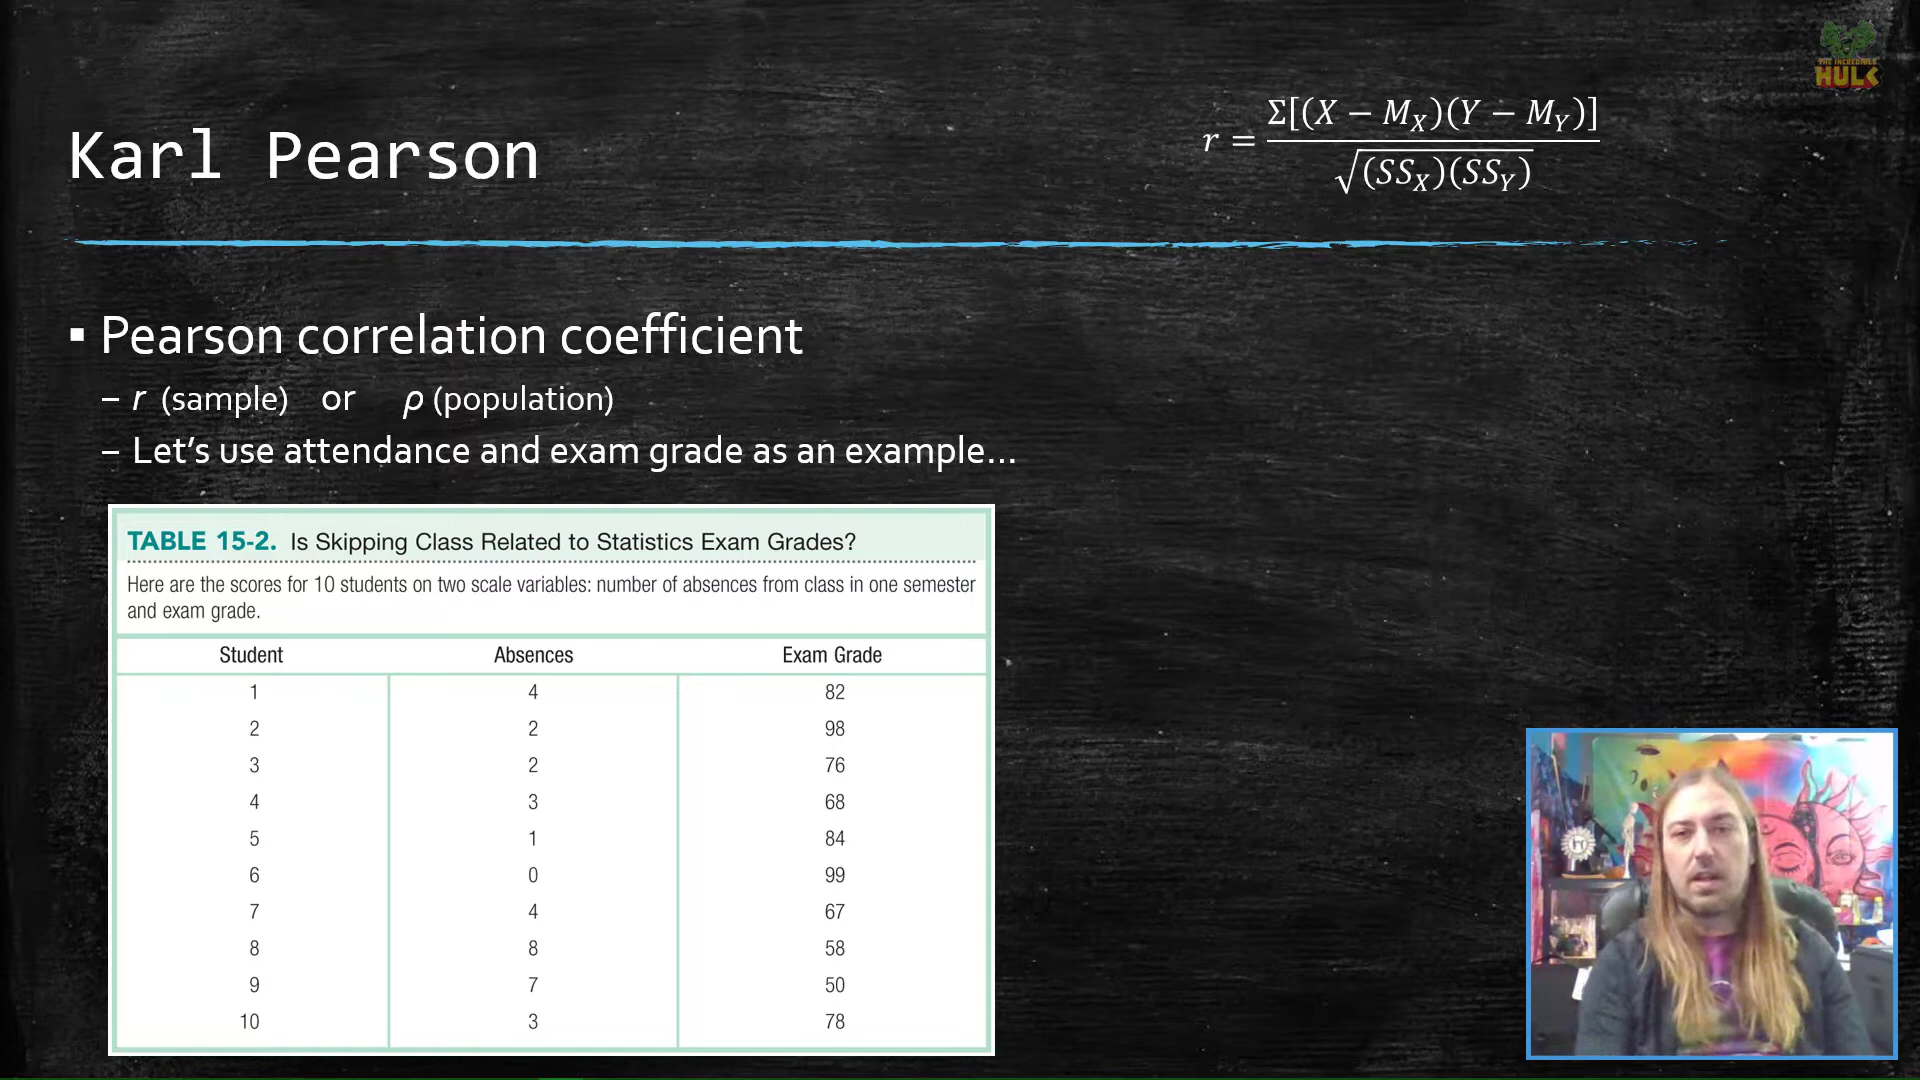 THE INCREDIBLE
HULK
Karl Pearson
r = Σ[(X − M_X)(Y − M_Y)] / √(SS_X)(SS_Y)
▪ Pearson correlation coefficient
– r (sample) or ρ (population)
– Let’s use attendance and exam grade as an example…
TABLE 15-2. Is Skipping Class Related to Statistics Exam Grades?
Here are the scores for 10 students on two scale variables: number of absences from class in one semester
and exam grade.
Student Absences Exam Grade
1 4 82
2 2 98
3 2 76
4 3 68
5 1 84
6 0 99
7 4 67
8 8 58
9 7 50
10 3 78